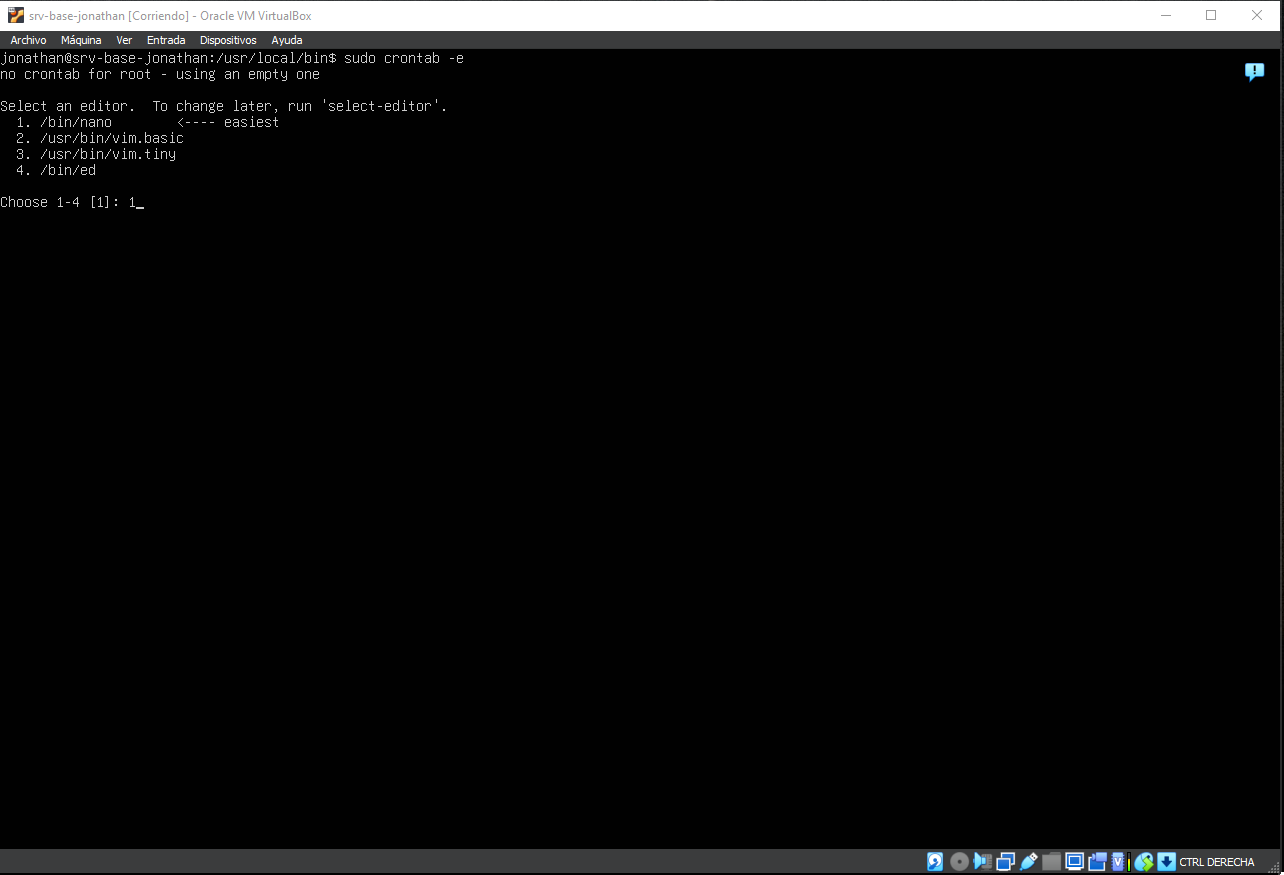 srv-base-jonathan [Corriendo] - Oracle VM VirtualBox
Archivo Máquina Ver Entrada Dispositivos Ayuda
jonathan@srv-base-jonathan:/usr/local/bin$ sudo crontab -e
no crontab for root - using an empty one
Select an editor.  To change later, run 'select-editor'.
  1. /bin/nano        <---- easiest
  2. /usr/bin/vim.basic
  3. /usr/bin/vim.tiny
  4. /bin/ed
Choose 1-4 [1]: 1_
CTRL DERECHA